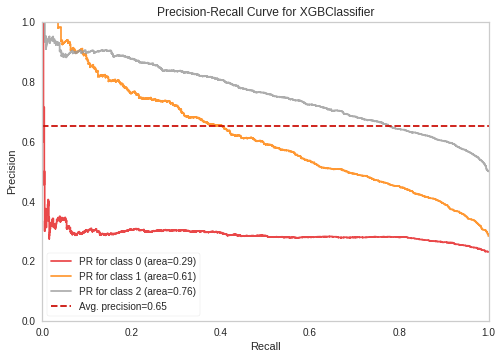 Precision-Recall Curve for XGBClassifier
1.0
0.8
0.6
0.4
0.2
0.0
Precision
PR for class 0 (area=0.29)
PR for class 1 (area=0.61)
PR for class 2 (area=0.76)
Avg. precision=0.65
0.0 0.2 0.4 0.6 0.8 1.0
Recall